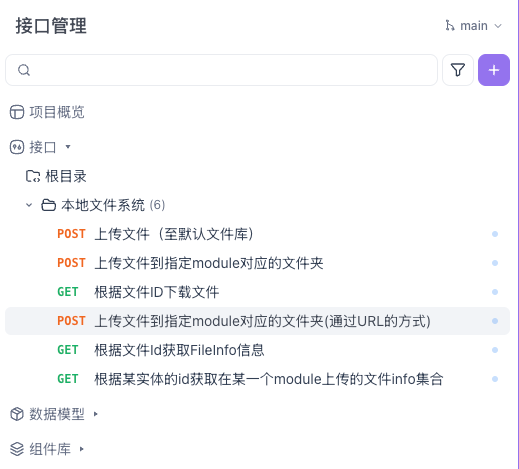 接口管理
main
项目概览
接口
根目录
本地文件系统 (6)
POST 上传文件（至默认文件库）
POST 上传文件到指定module对应的文件夹
GET 根据文件ID下载文件
POST 上传文件到指定module对应的文件夹(通过URL的方式)
GET 根据文件Id获取FileInfo信息
GET 根据某实体的id获取在某一个module上传的文件info集合
数据模型
组件库